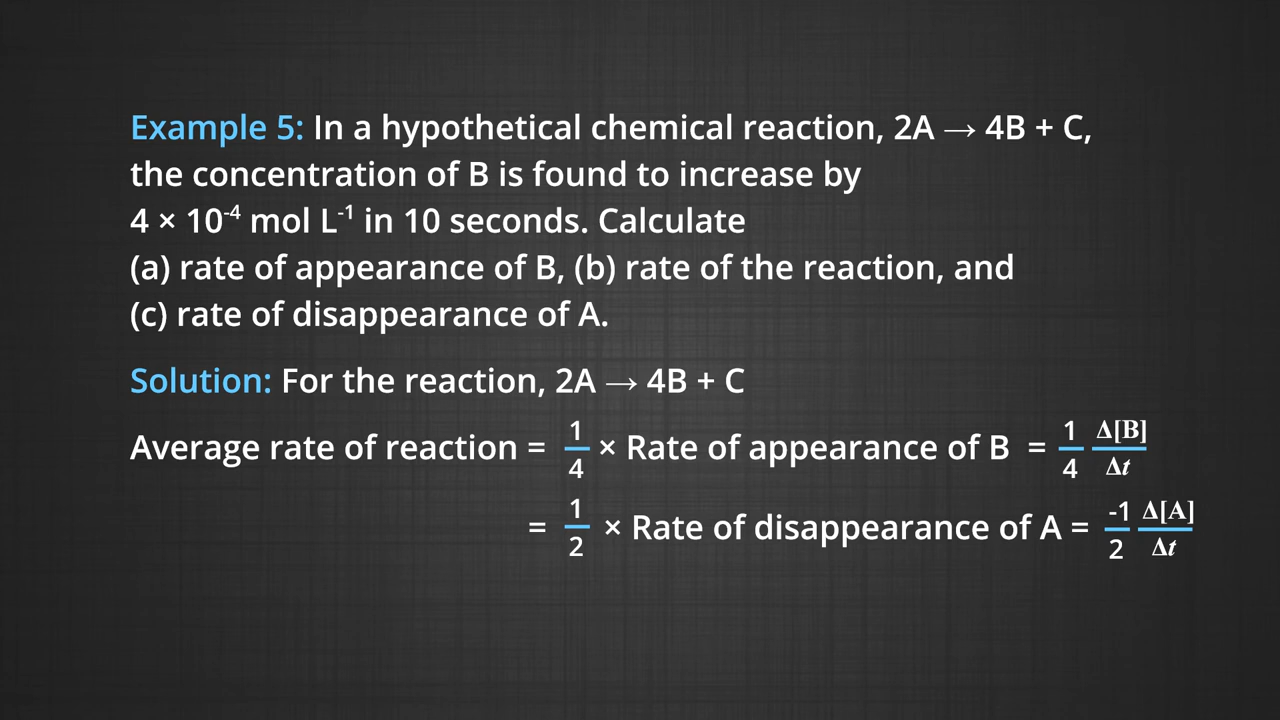 Example 5: In a hypothetical chemical reaction, 2A → 4B + C,
the concentration of B is found to increase by
4 × 10⁻⁴ mol L⁻¹ in 10 seconds. Calculate
(a) rate of appearance of B, (b) rate of the reaction, and
(c) rate of disappearance of A.
Solution: For the reaction, 2A → 4B + C
Average rate of reaction = 1/4 × Rate of appearance of B = 1/4 Δ[B]/Δt
= 1/2 × Rate of disappearance of A = -1/2 Δ[A]/Δt